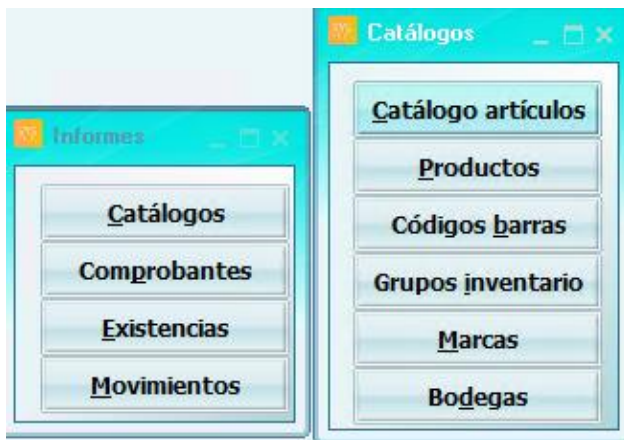 Informes
Catálogos
Comprobantes
Existencias
Movimientos
Catálogos
Catálogo artículos
Productos
Códigos barras
Grupos inventario
Marcas
Bodegas